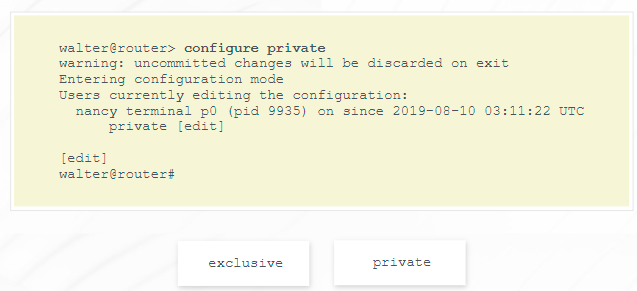 walter@router> configure private
warning: uncommitted changes will be discarded on exit
Entering configuration mode
Users currently editing the configuration:
  nancy terminal p0 (pid 9935) on since 2019-08-10 03:11:22 UTC
      private [edit]

[edit]
walter@router#
exclusive
private